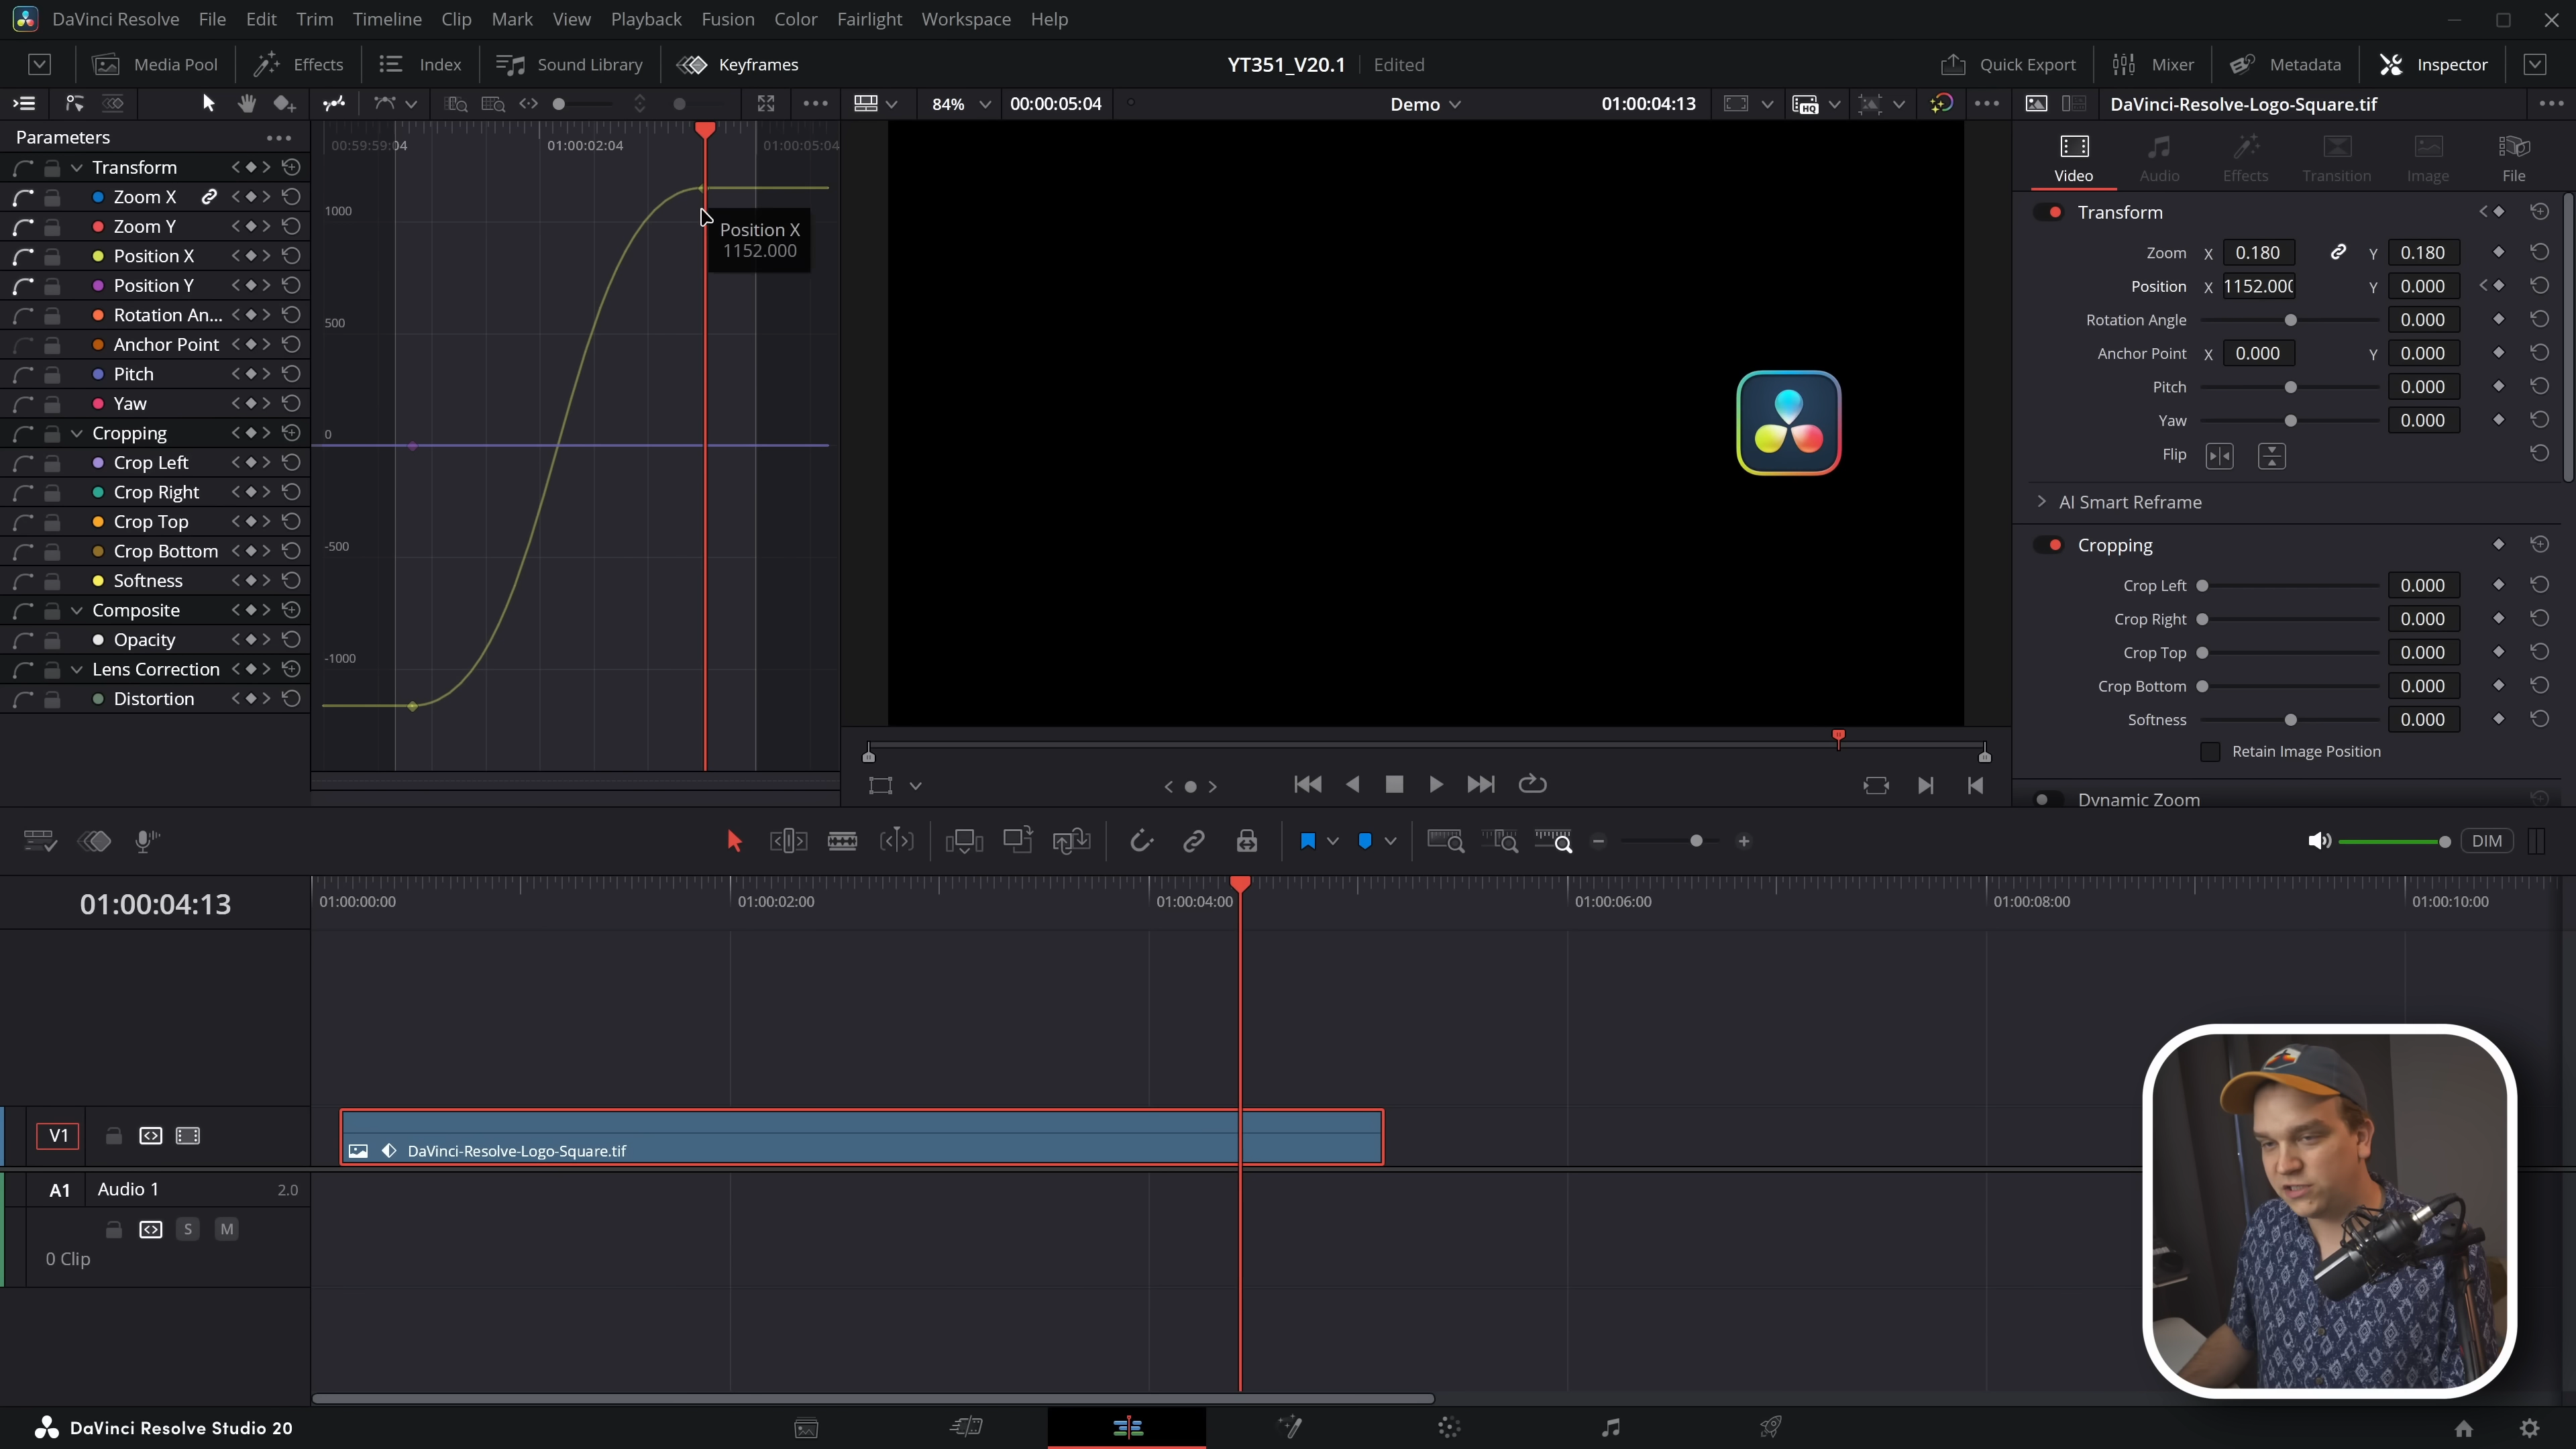 DaVinci Resolve File Edit Trim Timeline Clip Mark View Playback Fusion Color Fairlight Workspace Help
Media Pool Effects Index Sound Library Keyframes YT351_V20.1 Edited Quick Export Mixer Metadata Inspector
84% 00:00:05:04 Demo 01:00:04:13 HQ DaVinci-Resolve-Logo-Square.tif
Parameters
00:59:59:04 01:00:02:04 01:00:05:04
Transform
Zoom X
Zoom Y
Position X
Position Y
Rotation An...
Anchor Point
Pitch
Yaw
Cropping
Crop Left
Crop Right
Crop Top
Crop Bottom
Softness
Composite
Opacity
Lens Correction
Distortion
1000
500
0
-500
-1000
Position X
1152.000
Video Audio Effects Transition Image File
Transform
Zoom X 0.180 Y 0.180
Position X 1152.000 Y 0.000
Rotation Angle 0.000
Anchor Point X 0.000 Y 0.000
Pitch 0.000
Yaw 0.000
Flip
AI Smart Reframe
Cropping
Crop Left 0.000
Crop Right 0.000
Crop Top 0.000
Crop Bottom 0.000
Softness 0.000
Retain Image Position
Dynamic Zoom
DIM
01:00:04:13
01:00:00:00 01:00:02:00 01:00:04:00 01:00:06:00 01:00:08:00 01:00:10:00
V1
DaVinci-Resolve-Logo-Square.tif
A1 Audio 1 2.0
S M
0 Clip
DaVinci Resolve Studio 20